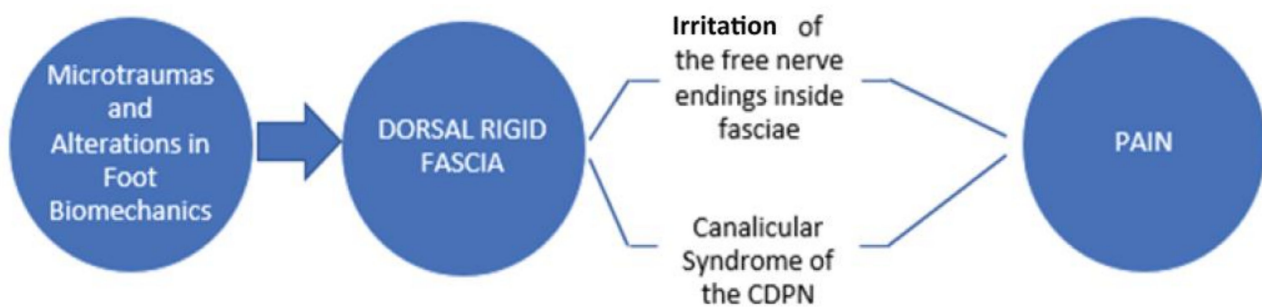 Microtraumas
and
Alterations in
Foot
Biomechanics
DORSAL RIGID
FASCIA
Irritation of
the free nerve
endings inside
fasciae
Canalicular
Syndrome of
the CDPN
PAIN